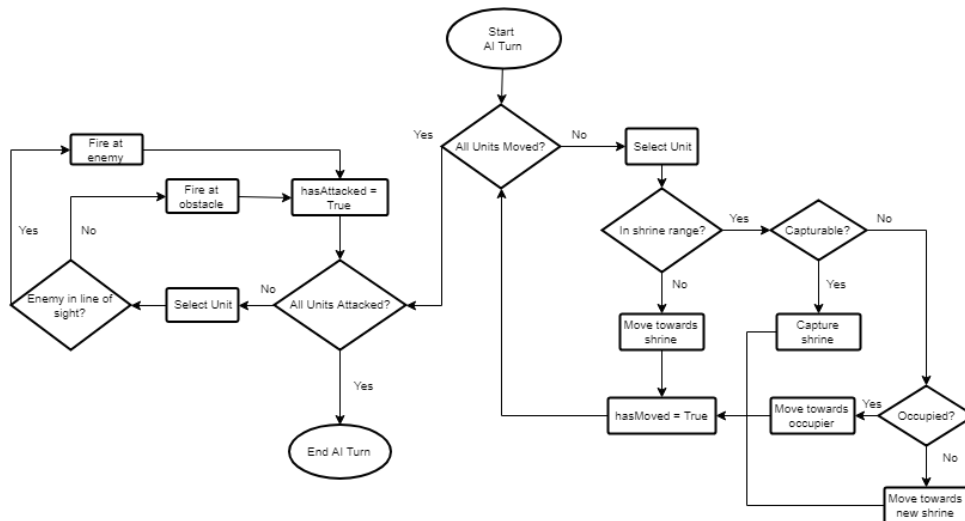 Start
AI Turn
Yes
All Units Moved?
No
Select Unit
Fire at
enemy
Fire at
obstacle
hasAttacked =
True
In shrine range?
Yes
Capturable?
No
Yes
No
No
Yes
Enemy in line of
sight?
Select Unit
No
All Units Attacked?
Move towards
shrine
Capture
shrine
Yes
hasMoved = True
Move towards
occupier
Yes
Occupied?
End AI Turn
No
Move towards
new shrine